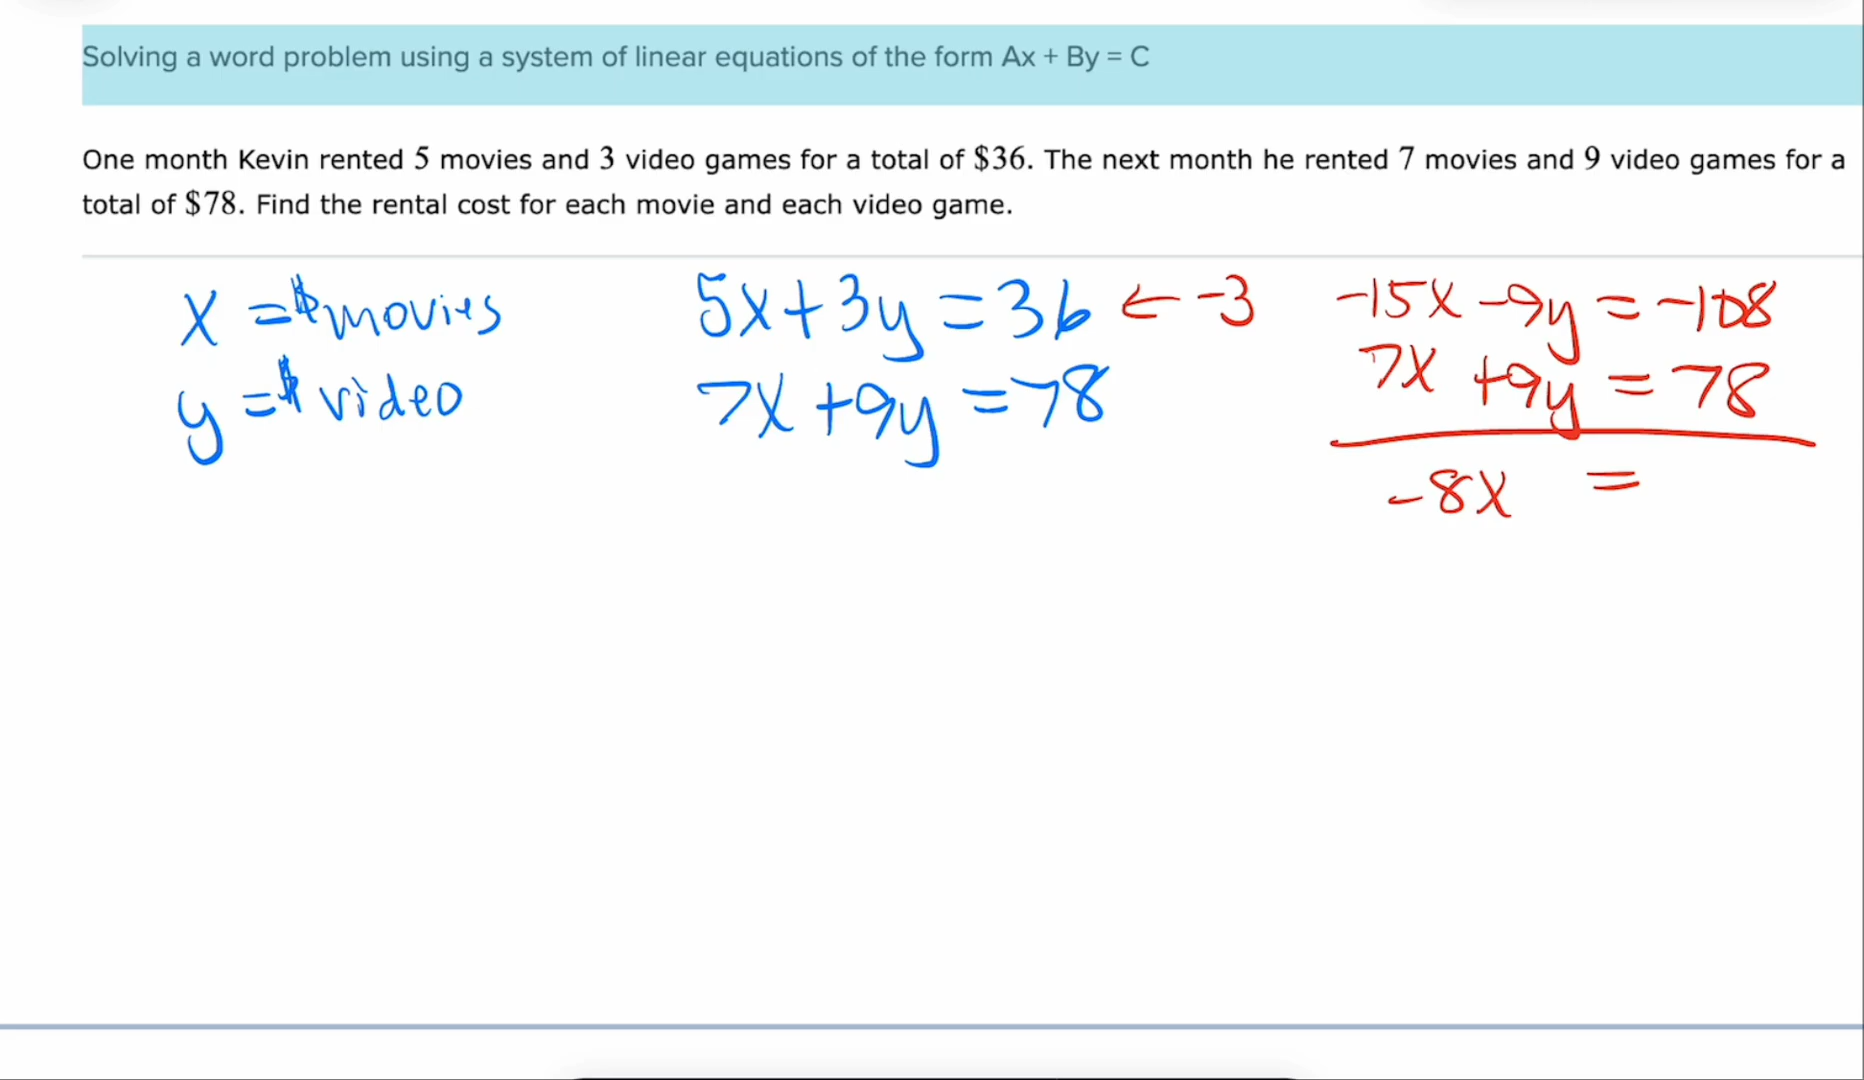 Solving a word problem using a system of linear equations of the form Ax + By = C
One month Kevin rented 5 movies and 3 video games for a total of $36. The next month he rented 7 movies and 9 video games for a
total of $78. Find the rental cost for each movie and each video game.
x = $ movies
y = $ video
5x + 3y = 36 ← -3
7x + 9y = 78
-15x - 9y = -108
7x + 9y = 78
-8x =